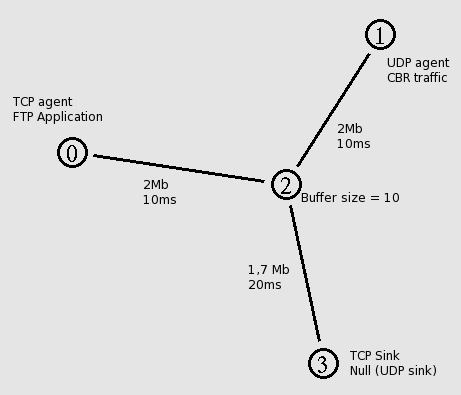 1
UDP agent
CBR traffic
TCP agent
FTP Application
0
2Mb
10ms
2Mb
10ms
2
Buffer size = 10
1,7 Mb
20ms
3
TCP Sink
Null (UDP sink)